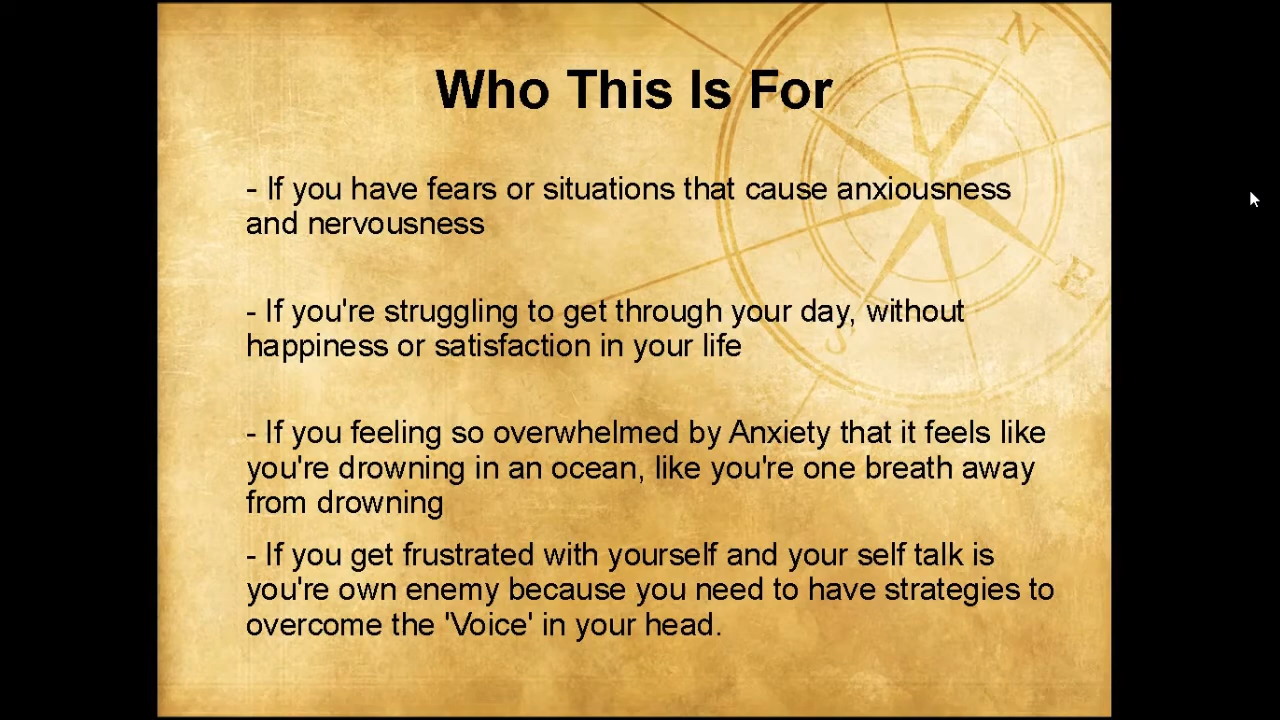 Who This Is For
N
- If you have fears or situations that cause anxiousness
and nervousness
E
- If you're struggling to get through your day, without
happiness or satisfaction in your life
S
- If you feeling so overwhelmed by Anxiety that it feels like
you're drowning in an ocean, like you're one breath away
from drowning
- If you get frustrated with yourself and your self talk is
you're own enemy because you need to have strategies to
overcome the 'Voice' in your head.